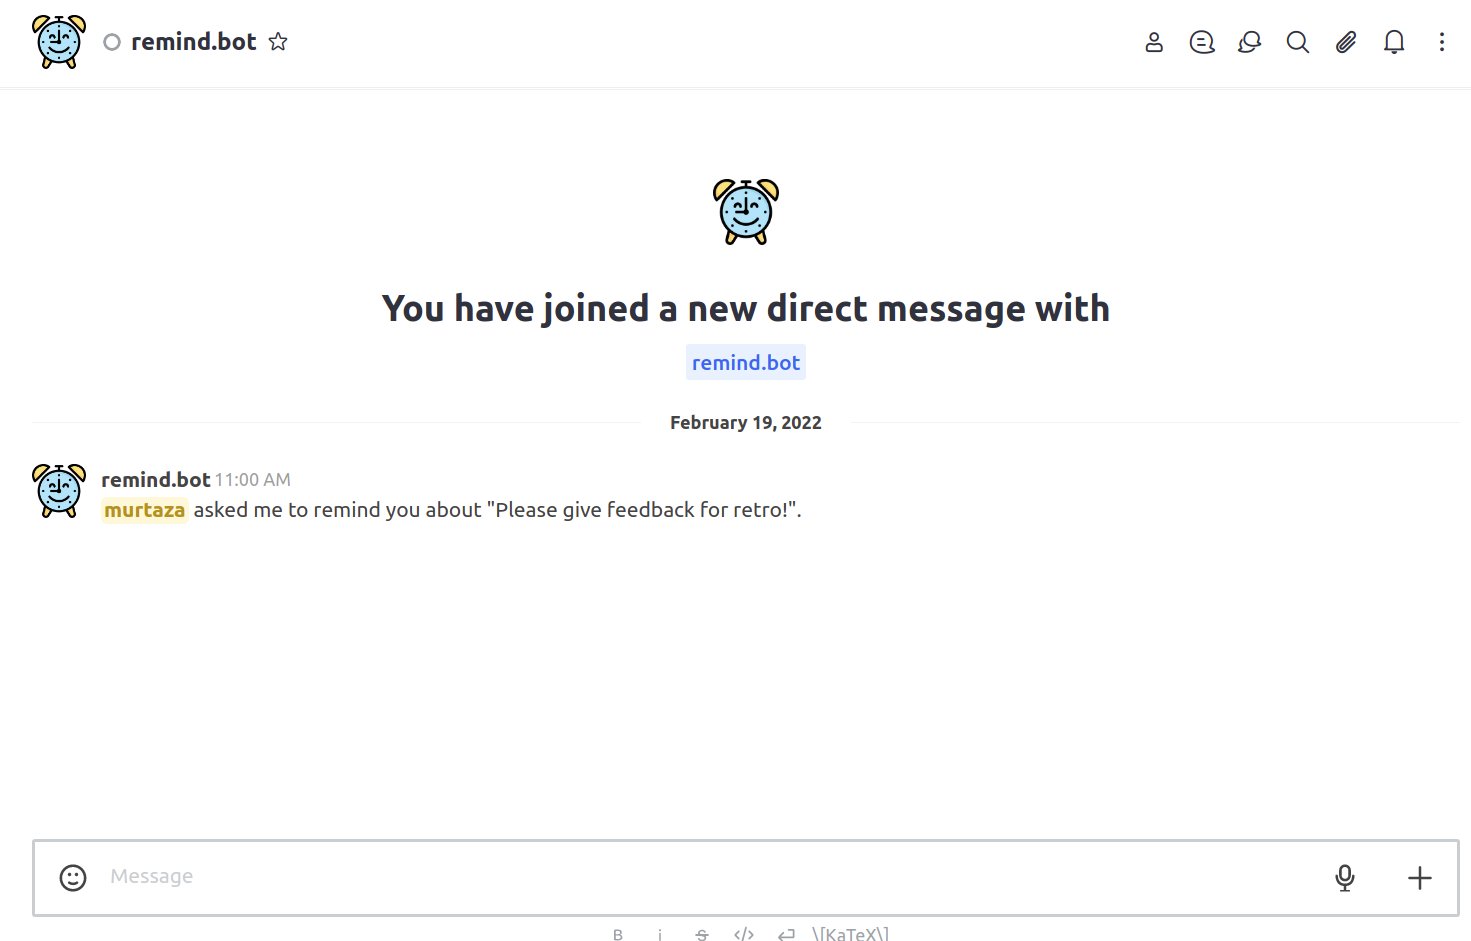 remind.bot
You have joined a new direct message with
remind.bot
February 19, 2022
remind.bot 11:00 AM
murtaza asked me to remind you about "Please give feedback for retro!".
Message
B i S </> \[KaTeX\]